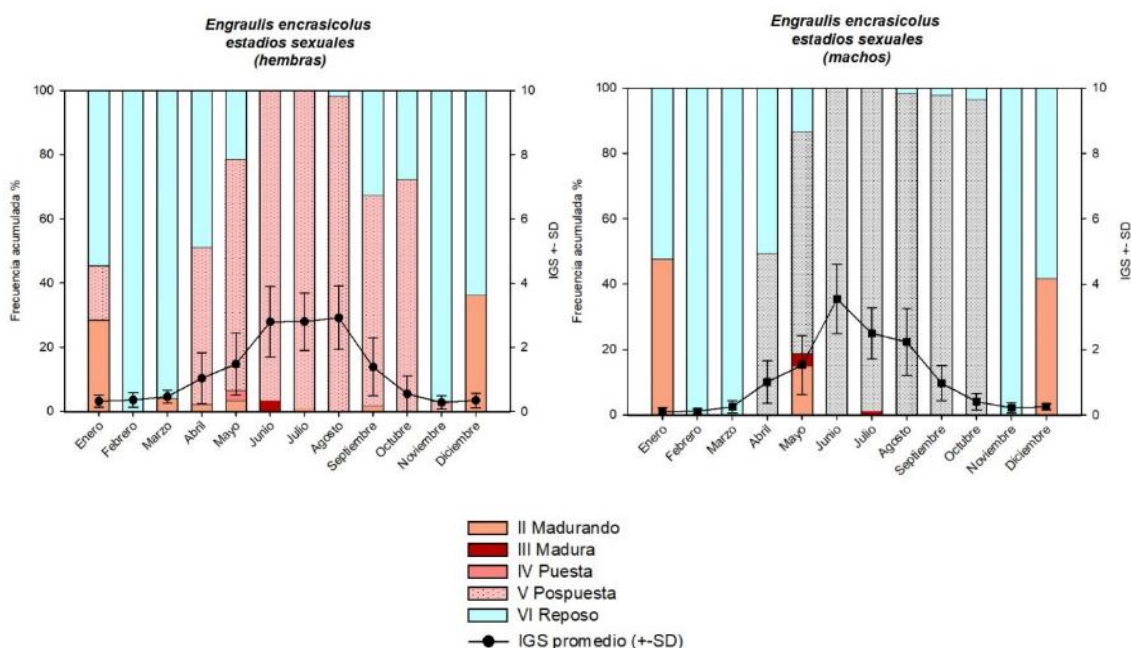 Engraulis encrasicolus
estadios sexuales
(hembras)
100
80
60
40
20
0
Frecuencia acumulada %
10
8
6
4
2
0
IGS +- SD
Enero
Febrero
Marzo
Abril
Mayo
Junio
Julio
Agosto
Septiembre
Octubre
Noviembre
Diciembre
Engraulis encrasicolus
estadios sexuales
(machos)
100
80
60
40
20
0
Frecuencia acumulada %
10
8
6
4
2
0
IGS +- SD
Enero
Febrero
Marzo
Abril
Mayo
Junio
Julio
Agosto
Septiembre
Octubre
Noviembre
Diciembre
II Madurando
III Madura
IV Puesta
V Pospuesta
VI Reposo
IGS promedio (+-SD)